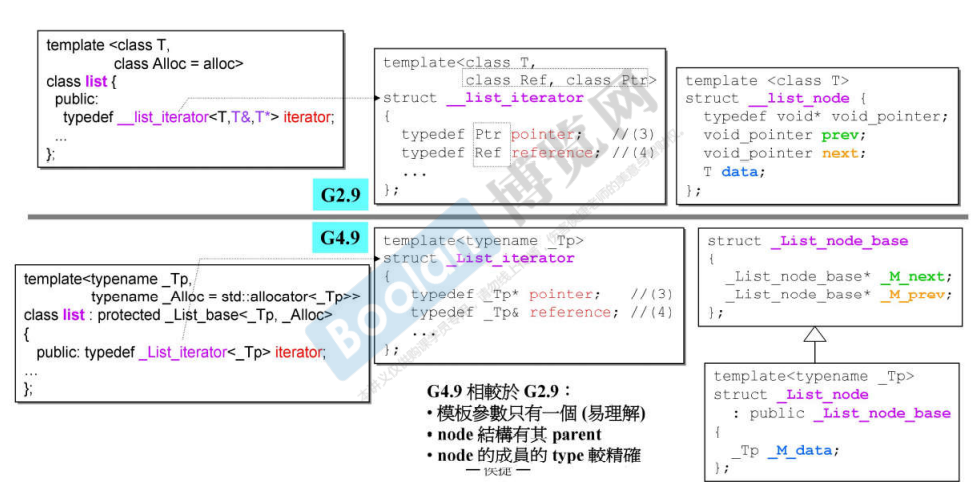 template <class T,
class Alloc = alloc>
class list {
public:
typedef __list_iterator<T,T&,T*> iterator;
...
};
template<class T,
class Ref, class Ptr>
struct __list_iterator
{
typedef Ptr pointer; //(3)
typedef Ref reference; //(4)
...
};
template <class T>
struct __list_node {
typedef void* void_pointer;
void_pointer prev;
void_pointer next;
T data;
};
G2.9
G4.9
template<typename _Tp,
typename _Alloc = std::allocator<_Tp>>
class list : protected _List_base<_Tp, _Alloc>
{
public: typedef _List_iterator<_Tp> iterator;
...
};
template<typename _Tp>
struct _List_iterator
{
typedef _Tp* pointer; //(3)
typedef _Tp& reference; //(4)
...
};
struct _List_node_base
{
_List_node_base* _M_next;
_List_node_base* _M_prev;
};
template<typename _Tp>
struct _List_node
: public _List_node_base
{
_Tp _M_data;
};
G4.9 相較於 G2.9：
• 模板參數只有一個 (易理解)
• node 結構有其 parent
• node 的成員的 type 較精確
— 侯捷 —
Boolan 博览网